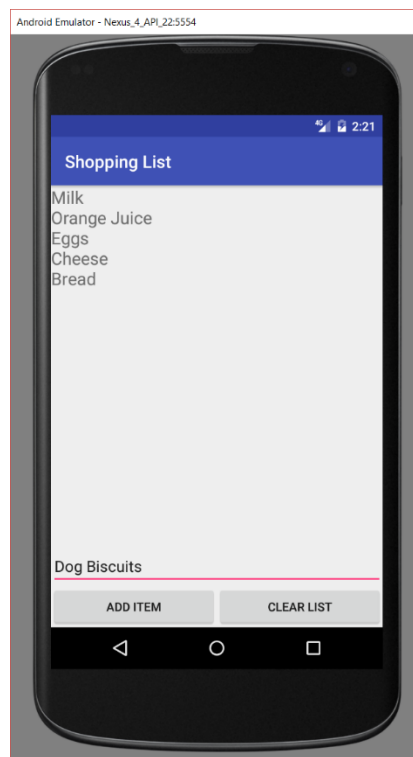 Android Emulator - Nexus_4_API_22:5554
4G 2:21
Shopping List
Milk
Orange Juice
Eggs
Cheese
Bread
Dog Biscuits
ADD ITEM CLEAR LIST